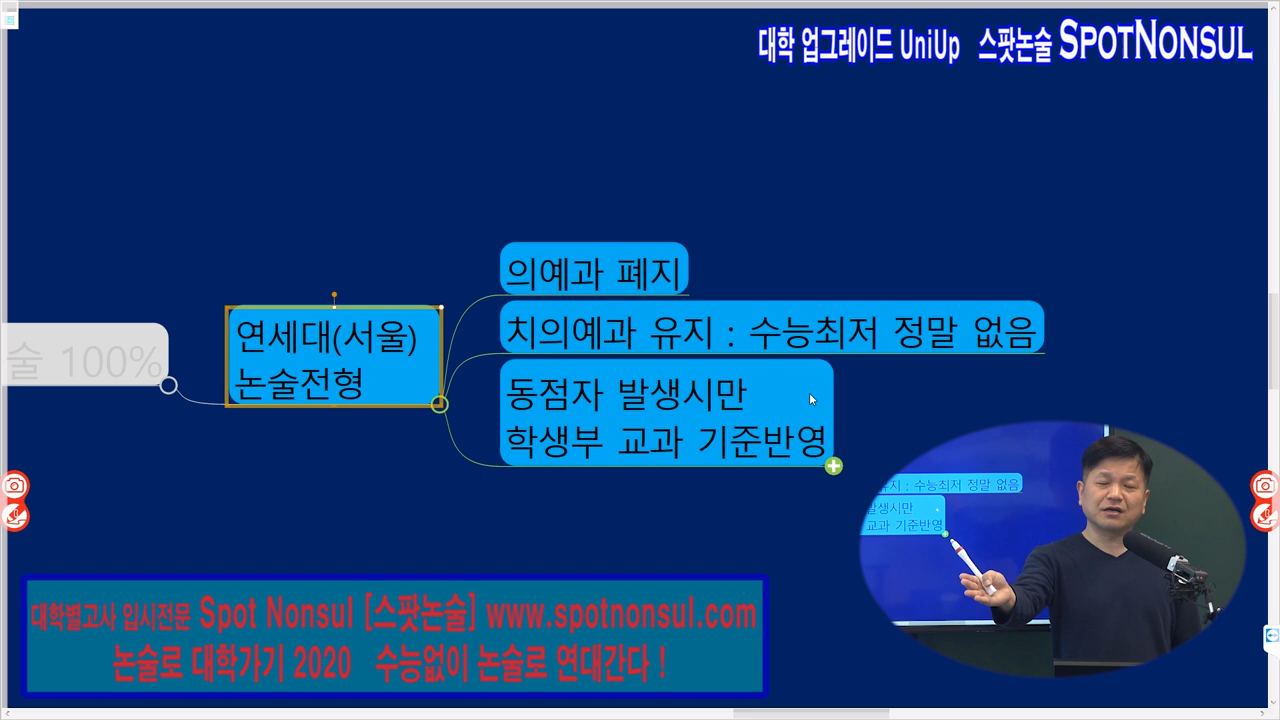 대학 업그레이드 UniUp 스팟논술 SPOTNONSUL
의예과 폐지
치의예과 유지 : 수능최저 정말 없음
연세대(서울)
논술전형
술 100%
동점자 발생시만
학생부 교과 기준반영
유지 : 수능최저 정말 없음
발생시만
교과 기준반영
대학별고사 입시전문 Spot Nonsul [스팟논술] www.spotnonsul.com
논술로 대학가기 2020 수능없이 논술로 연대간다 !